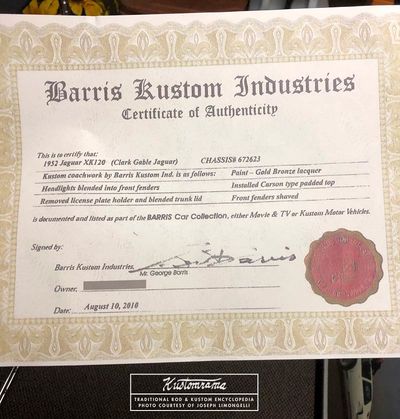 Barris Kustom Industries
Certificate of Authenticity
This is to certify that:
1952 Jaguar XK120 (Clark Gable Jaguar) CHASSIS# 672623
Kustom coachwork by Barris Kustom Ind. is as follows: Paint – Gold Bronze lacquer
Headlights blended into front fenders Installed Carson type padded top
Removed license plate holder and blended trunk lid Front fenders shaved
is documented and listed as part of the BARRIS Car Collection, either Movie & TV or Kustom Motor Vehicles.
Signed by:
Barris Kustom Industries,
Mr. George Barris
Owner,
Date: August 10, 2010
Kustomrama
TRADITIONAL ROD & KUSTOM ENCYCLOPEDIA
PHOTO COURTESY OF JOSEPH LIMONGELLI